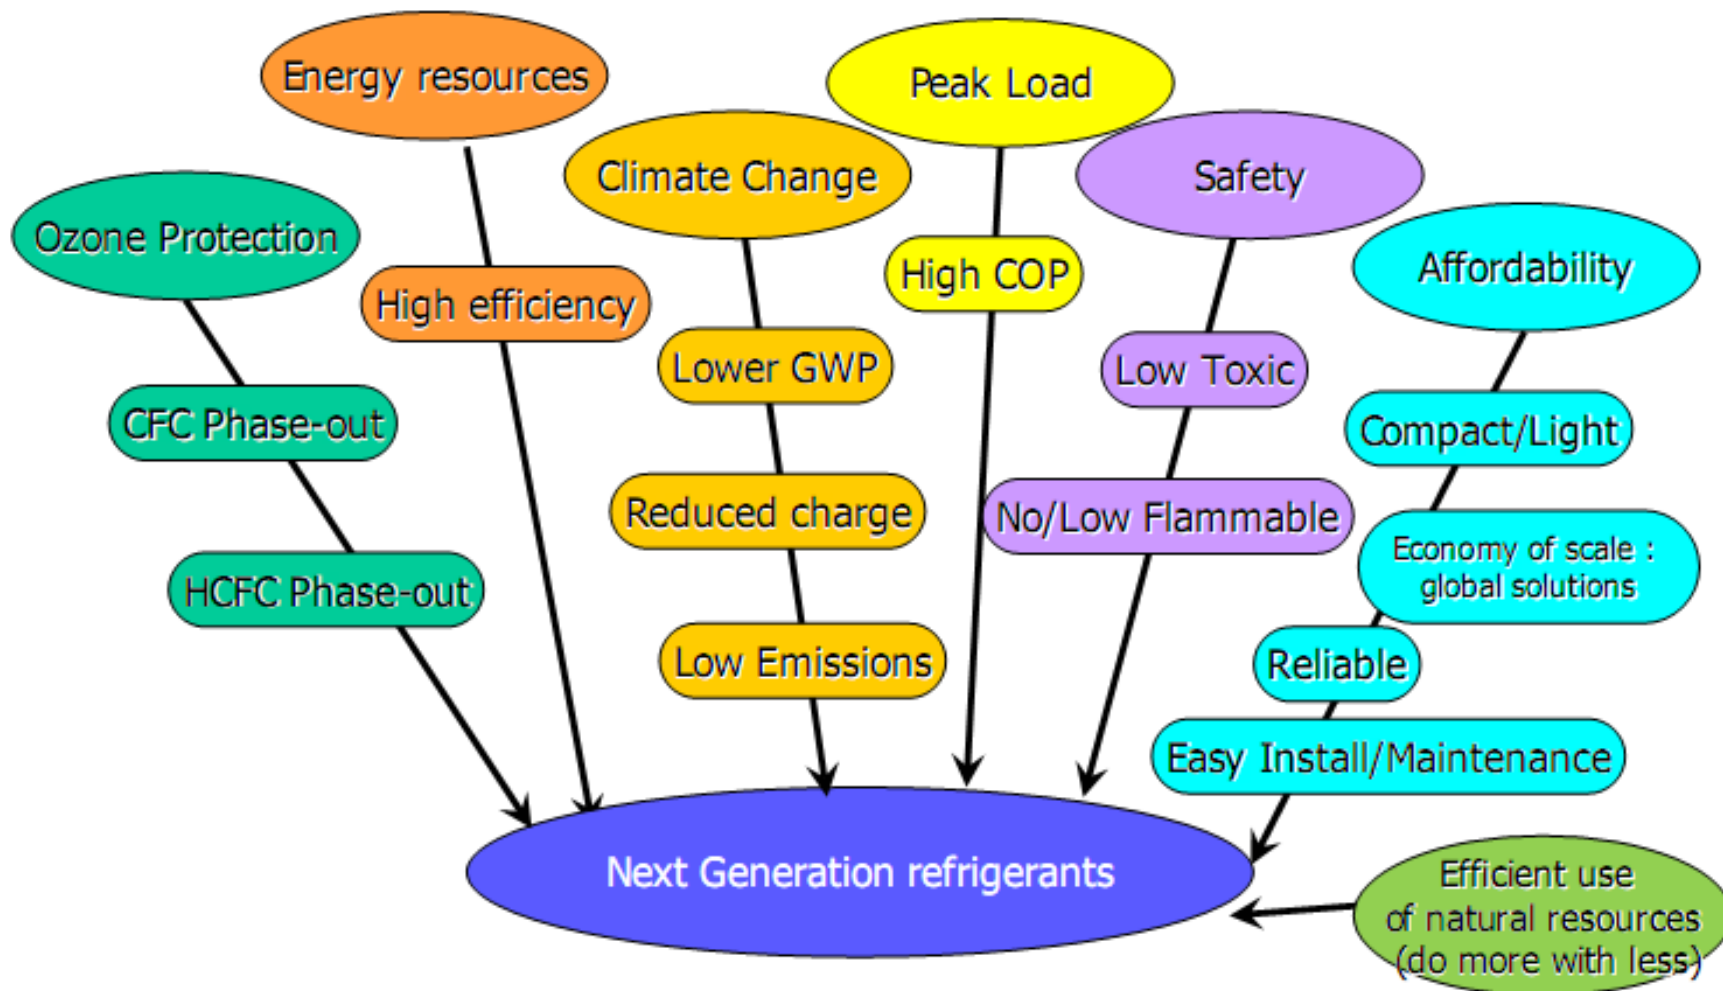 Energy resources
Peak Load
Climate Change
Safety
Ozone Protection
Affordability
High efficiency
High COP
Lower GWP
Low Toxic
CFC Phase-out
Compact/Light
Reduced charge
No/Low Flammable
Economy of scale :
global solutions
HCFC Phase-out
Low Emissions
Reliable
Easy Install/Maintenance
Next Generation refrigerants
Efficient use
of natural resources
(do more with less)